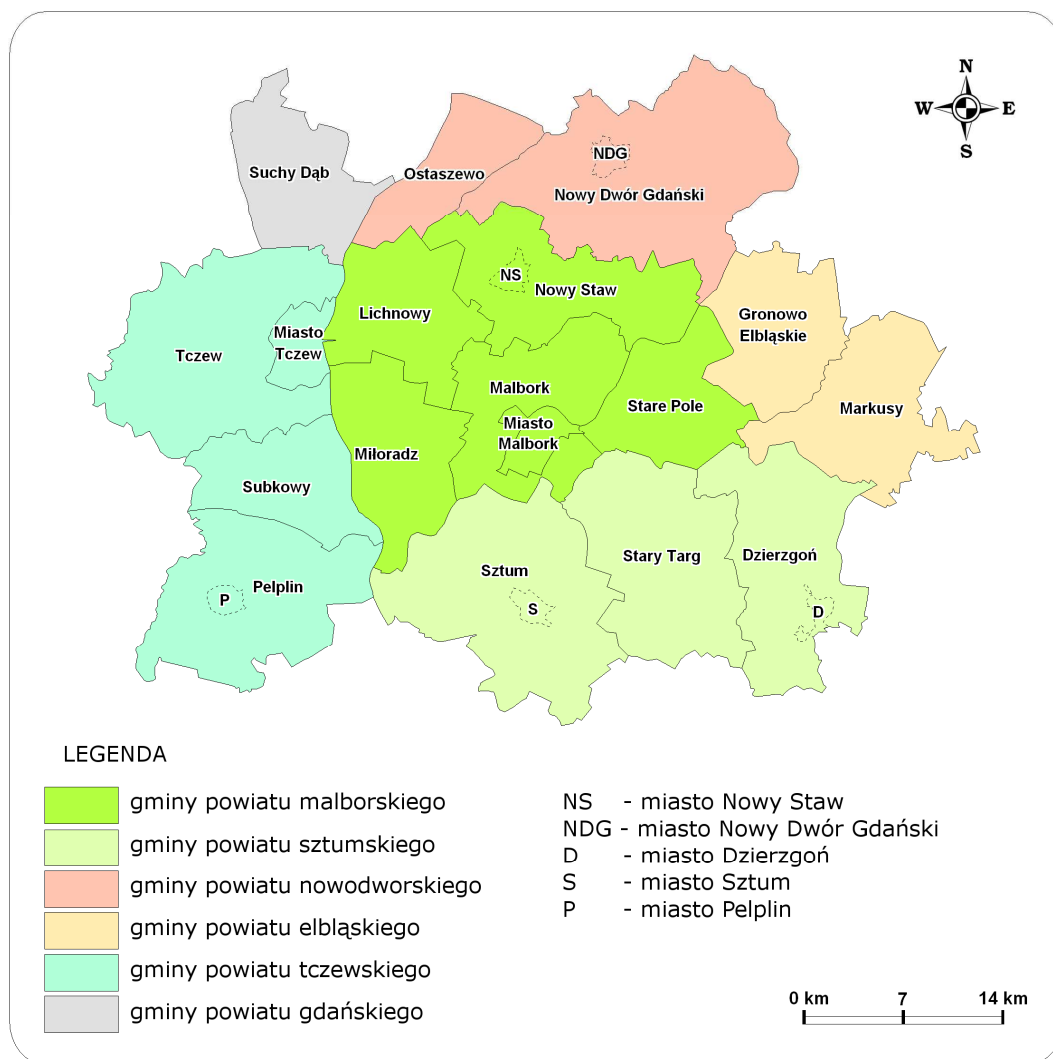 N
W E
S
NDG
Suchy Dąb
Ostaszewo
Nowy Dwór Gdański
NS
Nowy Staw
Lichnowy
Gronowo
Elbląskie
Miasto
Tczew
Tczew
Malbork
Stare Pole
Markusy
Miasto
Malbork
Miłoradz
Subkowy
Stary Targ
Dzierzgoń
Sztum
Pelplin
P
S
D
LEGENDA
gminy powiatu malborskiego
gminy powiatu sztumskiego
gminy powiatu nowodworskiego
gminy powiatu elbląskiego
gminy powiatu tczewskiego
gminy powiatu gdańskiego
NS - miasto Nowy Staw
NDG - miasto Nowy Dwór Gdański
D - miasto Dzierzgoń
S - miasto Sztum
P - miasto Pelplin
0 km 7 14 km